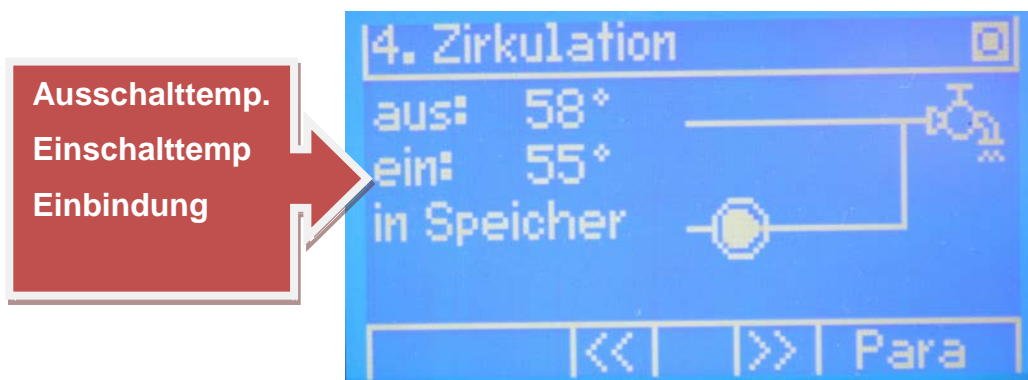 Ausschalttemp.
Einschalttemp
Einbindung
4. Zirkulation
aus: 58°
ein: 55°
in Speicher
<< >> Para